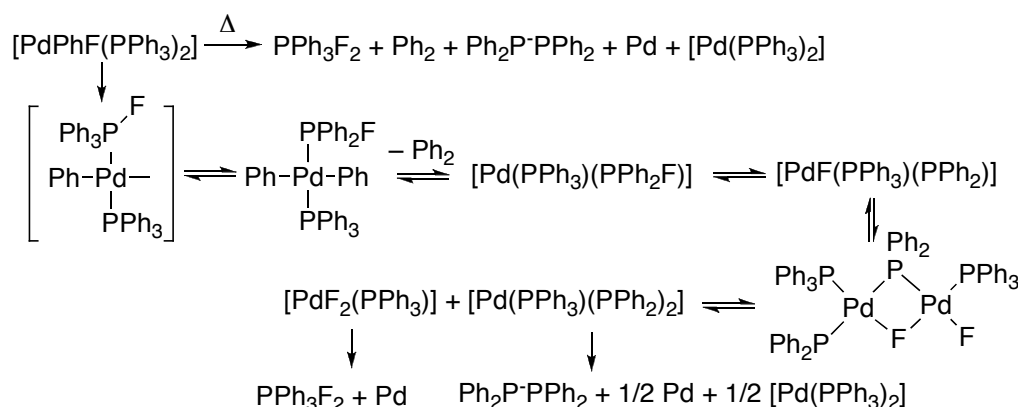 [PdPhF(PPh3)2] Δ PPh3F2 + Ph2 + Ph2P-PPh2 + Pd + [Pd(PPh3)2]
F
Ph3P
Ph-Pd-
PPh3
PPh2F
Ph-Pd-Ph
PPh3
– Ph2
[Pd(PPh3)(PPh2F)]
[PdF(PPh3)(PPh2)]
Ph2
Ph3P P PPh3
Pd Pd
Ph2P F F
[PdF2(PPh3)] + [Pd(PPh3)(PPh2)2]
PPh3F2 + Pd
Ph2P-PPh2 + 1/2 Pd + 1/2 [Pd(PPh3)2]